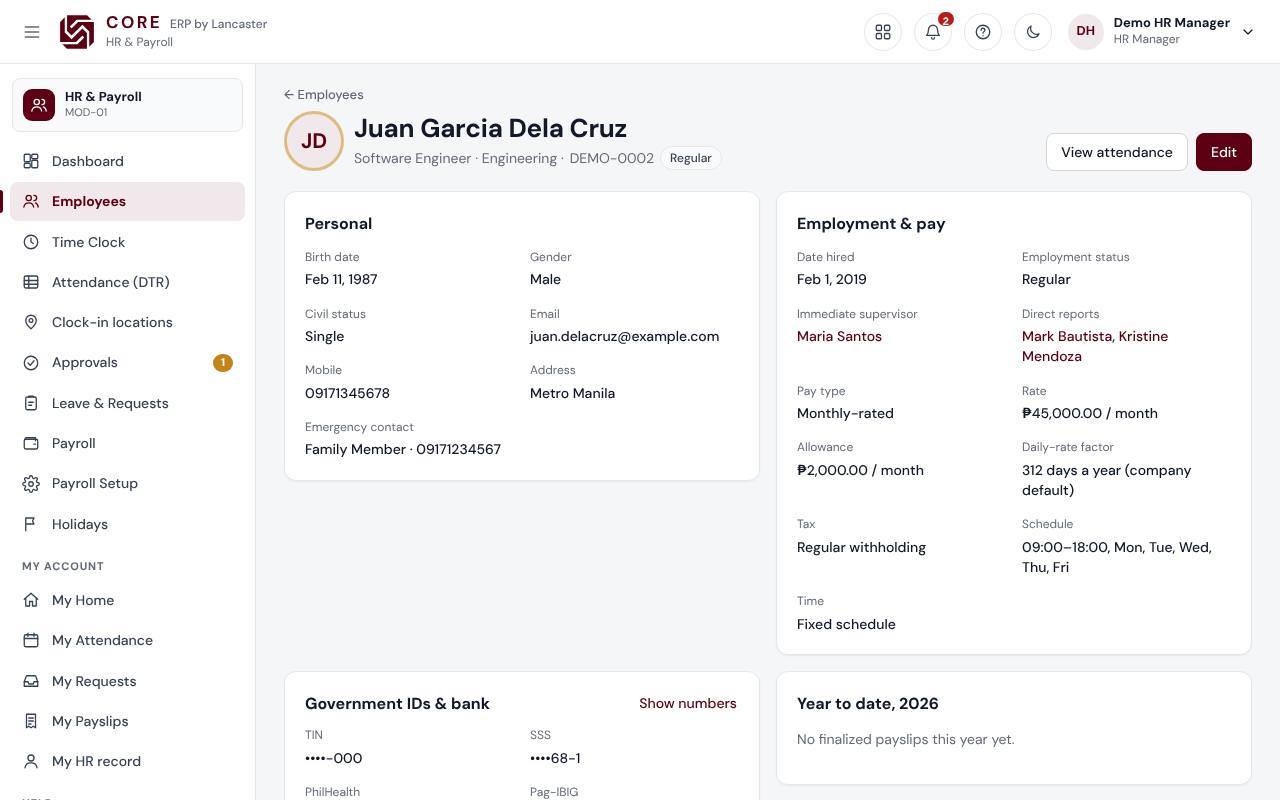 CORE ERP by Lancaster
HR & Payroll
2
DH
Demo HR Manager
HR Manager
HR & Payroll
MOD-01
Dashboard
Employees
Time Clock
Attendance (DTR)
Clock-in locations
Approvals 1
Leave & Requests
Payroll
Payroll Setup
Holidays
MY ACCOUNT
My Home
My Attendance
My Requests
My Payslips
My HR record
← Employees
JD
Juan Garcia Dela Cruz
Software Engineer · Engineering · DEMO-0002 Regular
View attendance
Edit
Personal
Birth date Gender
Feb 11, 1987 Male
Civil status Email
Single juan.delacruz@example.com
Mobile Address
09171345678 Metro Manila
Emergency contact
Family Member · 09171234567
Employment & pay
Date hired Employment status
Feb 1, 2019 Regular
Immediate supervisor Direct reports
Maria Santos Mark Bautista, Kristine
Mendoza
Pay type Rate
Monthly-rated ₱45,000.00 / month
Allowance Daily-rate factor
₱2,000.00 / month 312 days a year (company
default)
Tax Schedule
Regular withholding 09:00–18:00, Mon, Tue, Wed,
Thu, Fri
Time
Fixed schedule
Government IDs & bank Show numbers
TIN SSS
••••-000 ••••68-1
PhilHealth Pag-IBIG
Year to date, 2026
No finalized payslips this year yet.